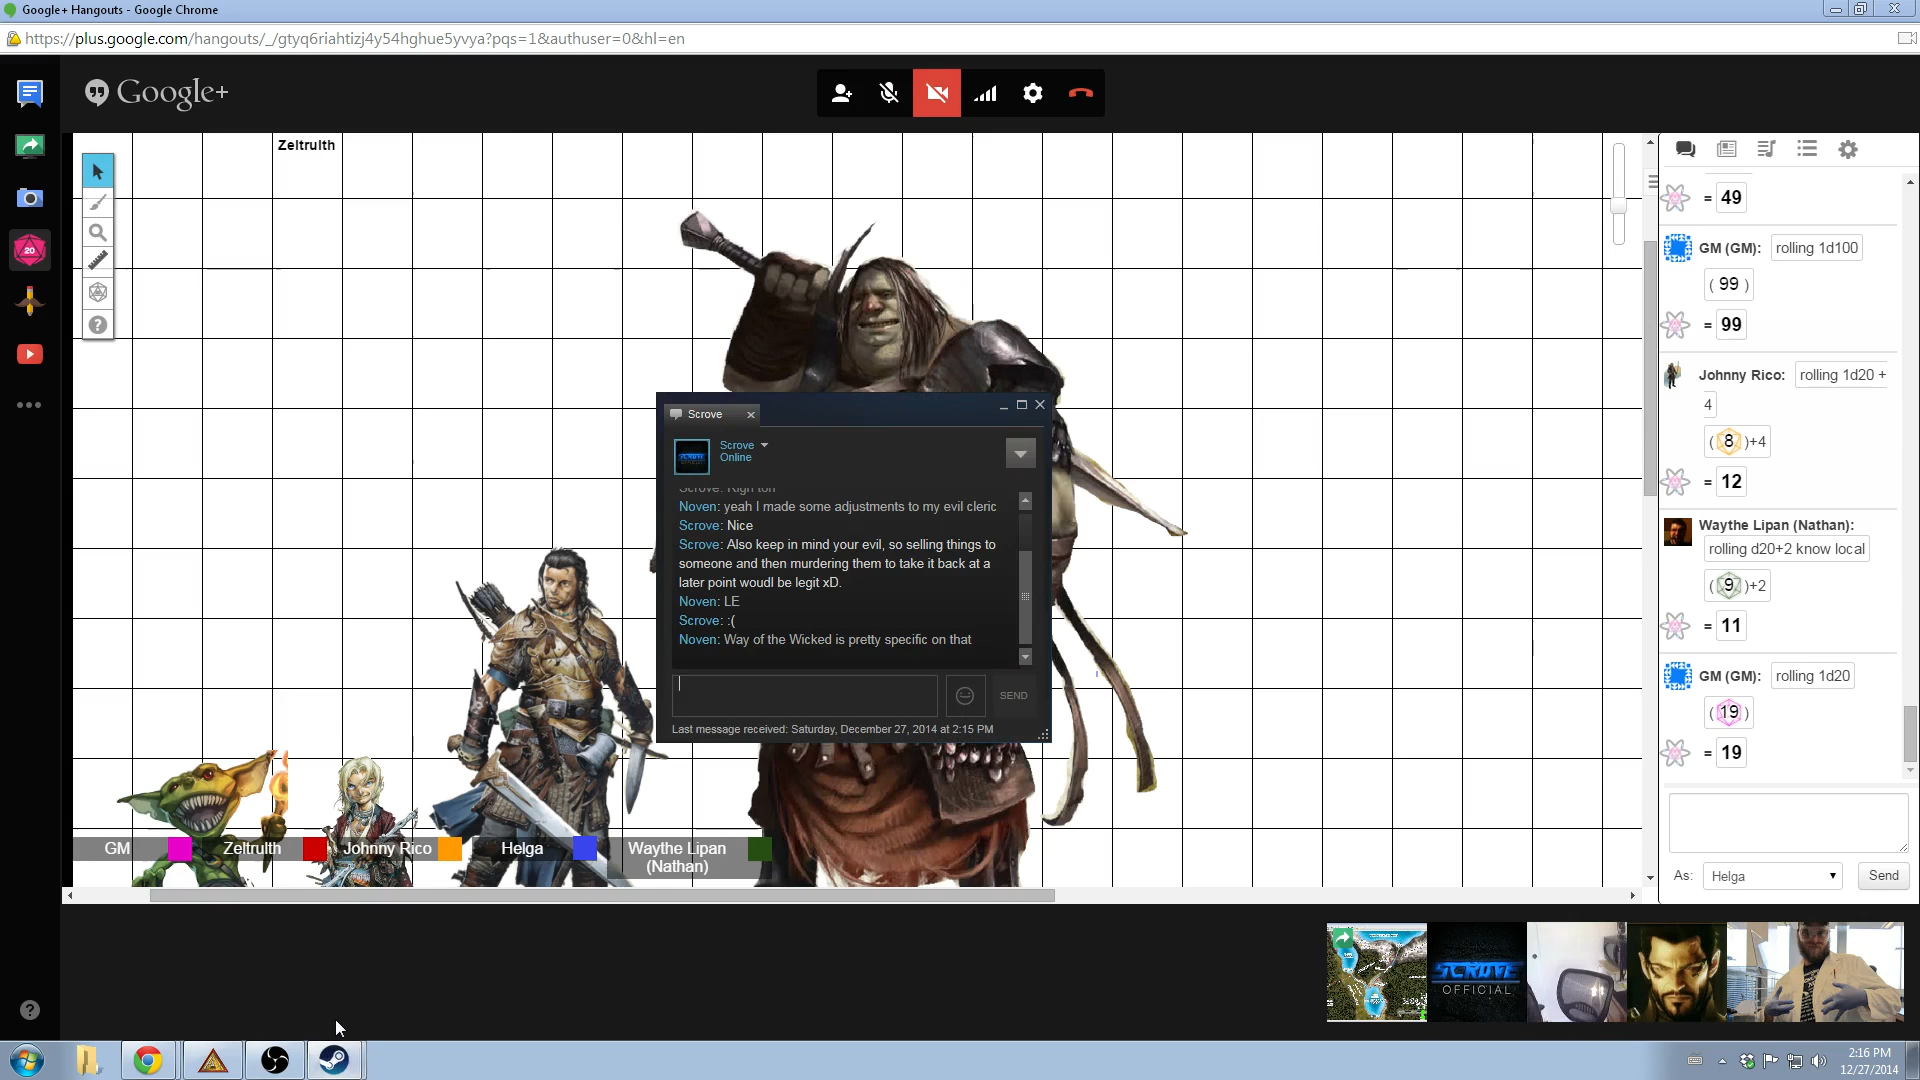 Google+ Hangouts - Google Chrome
https://plus.google.com/hangouts/_/gtyq6riahtizj4y54hghue5yvya?pqs=1&authuser=0&hl=en
Google+
Zeltruith
20
= 49
GM (GM): rolling 1d100
( 99 )
= 99
Johnny Rico: rolling 1d20 +
4
( 8 )+4
= 12
Waythe Lipan (Nathan):
rolling d20+2 know local
( 9 )+2
= 11
GM (GM): rolling 1d20
( 19 )
= 19
As: Helga
Send
Scrove
Scrove
Online
Noven: yeah I made some adjustments to my evil cleric
Scrove: Nice
Scrove: Also keep in mind your evil, so selling things to
someone and then murdering them to take it back at a
later point woudl be legit xD.
Noven: LE
Scrove: :(
Noven: Way of the Wicked is pretty specific on that
SEND
Last message received: Saturday, December 27, 2014 at 2:15 PM
GM
Zeltruith
Johnny Rico
Helga
Waythe Lipan
(Nathan)
SCROVE
OFFICIAL
2:16 PM
12/27/2014